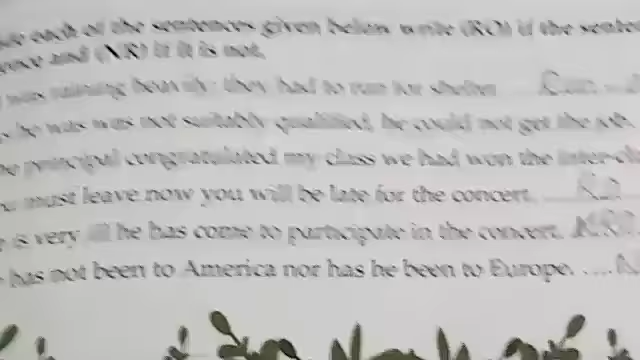 each of the sentences given below write (RO) if the senten
and (NR) if it is not.
was raining heavily; they had to run for shelter Run
he was was not suitably qualified, he could not get the job.
principal congratulated my class we had won the inter-cl
must leave now you will be late for the concert. Ro
is very ill he has come to participate in the concert.
has not been to America nor has he been to Europe. ....